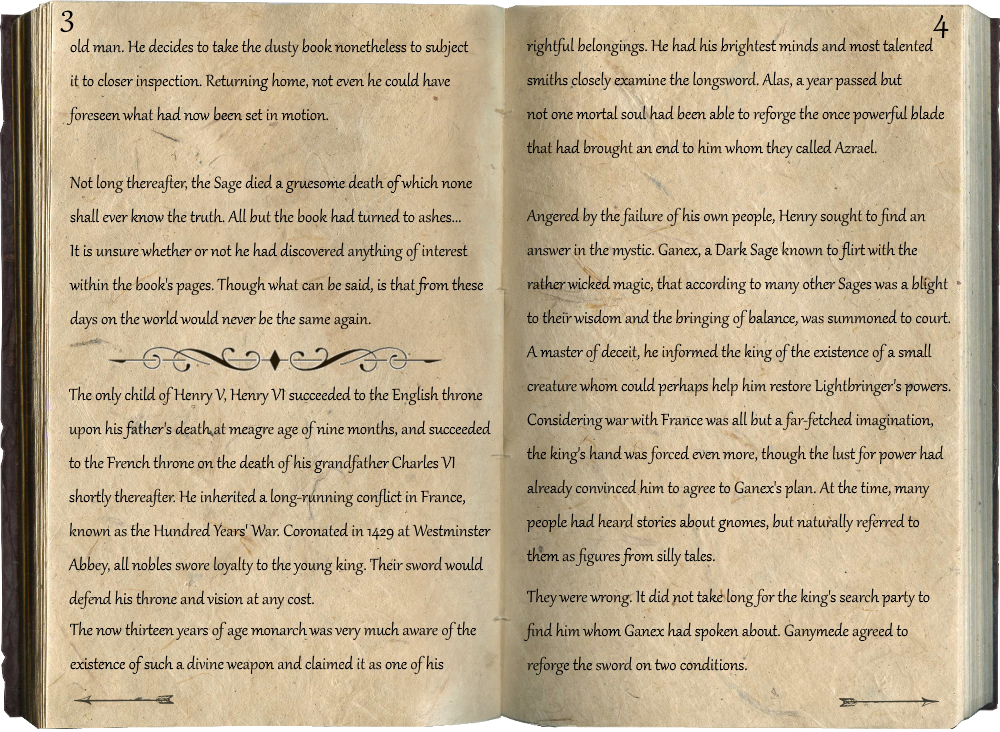 3
old man. He decides to take the dusty book nonetheless to subject
it to closer inspection. Returning home, not even he could have
foreseen what had now been set in motion.
Not long thereafter, the Sage died a gruesome death of which none
shall ever know the truth. All but the book had turned to ashes...
It is unsure whether or not he had discovered anything of interest
within the book's pages. Though what can be said, is that from these
days on the world would never be the same again.
The only child of Henry V, Henry VI succeeded to the English throne
upon his father's death at meagre age of nine months, and succeeded
to the French throne on the death of his grandfather Charles VI
shortly thereafter. He inherited a long-running conflict in France,
known as the Hundred Years' War. Coronated in 1429 at Westminster
Abbey, all nobles swore loyalty to the young king. Their sword would
defend his throne and vision at any cost.
The now thirteen years of age monarch was very much aware of the
existence of such a divine weapon and claimed it as one of his
4
rightful belongings. He had his brightest minds and most talented
smiths closely examine the longsword. Alas, a year passed but
not one mortal soul had been able to reforge the once powerful blade
that had brought an end to him whom they called Azrael.
Angered by the failure of his own people, Henry sought to find an
answer in the mystic. Ganex, a Dark Sage known to flirt with the
rather wicked magic, that according to many other Sages was a blight
to their wisdom and the bringing of balance, was summoned to court.
A master of deceit, he informed the king of the existence of a small
creature whom could perhaps help him restore Lightbringer's powers.
Considering war with France was all but a far-fetched imagination,
the king's hand was forced even more, though the lust for power had
already convinced him to agree to Ganex's plan. At the time, many
people had heard stories about gnomes, but naturally referred to
them as figures from silly tales.
They were wrong. It did not take long for the king's search party to
find him whom Ganex had spoken about. Ganymede agreed to
reforge the sword on two conditions.